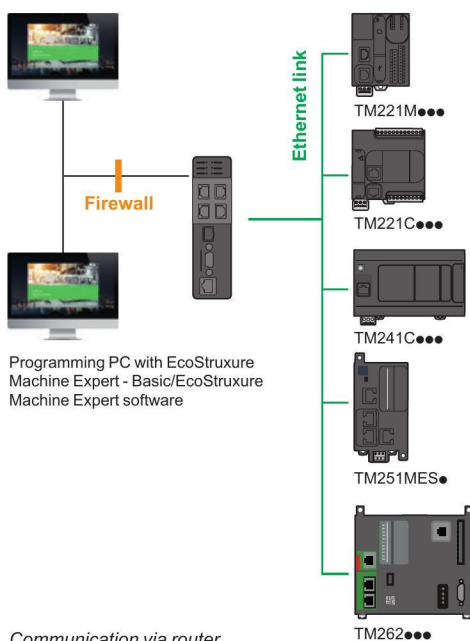 Ethernet link
TM221M●●●
Firewall
TM221C●●●
TM241C●●●
Programming PC with EcoStruxure
Machine Expert - Basic/EcoStruxure
Machine Expert software
TM251MES●
TM262●●●
Communication via router